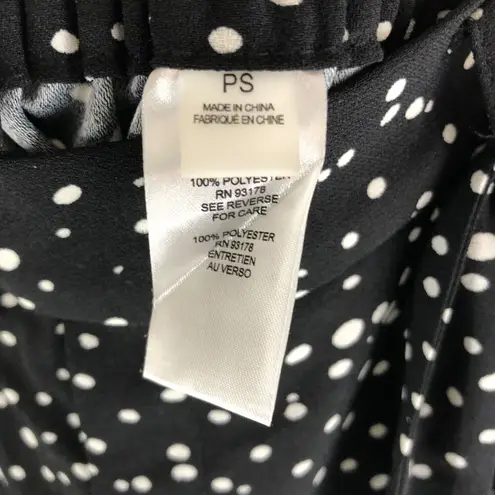 PS
MADE IN CHINA
FABRIQUÉ EN CHINE
100% POLYESTER
RN 93178
SEE REVERSE
FOR CARE
100% POLYESTER
RN 93178
ENTRETIEN
AU VERSO